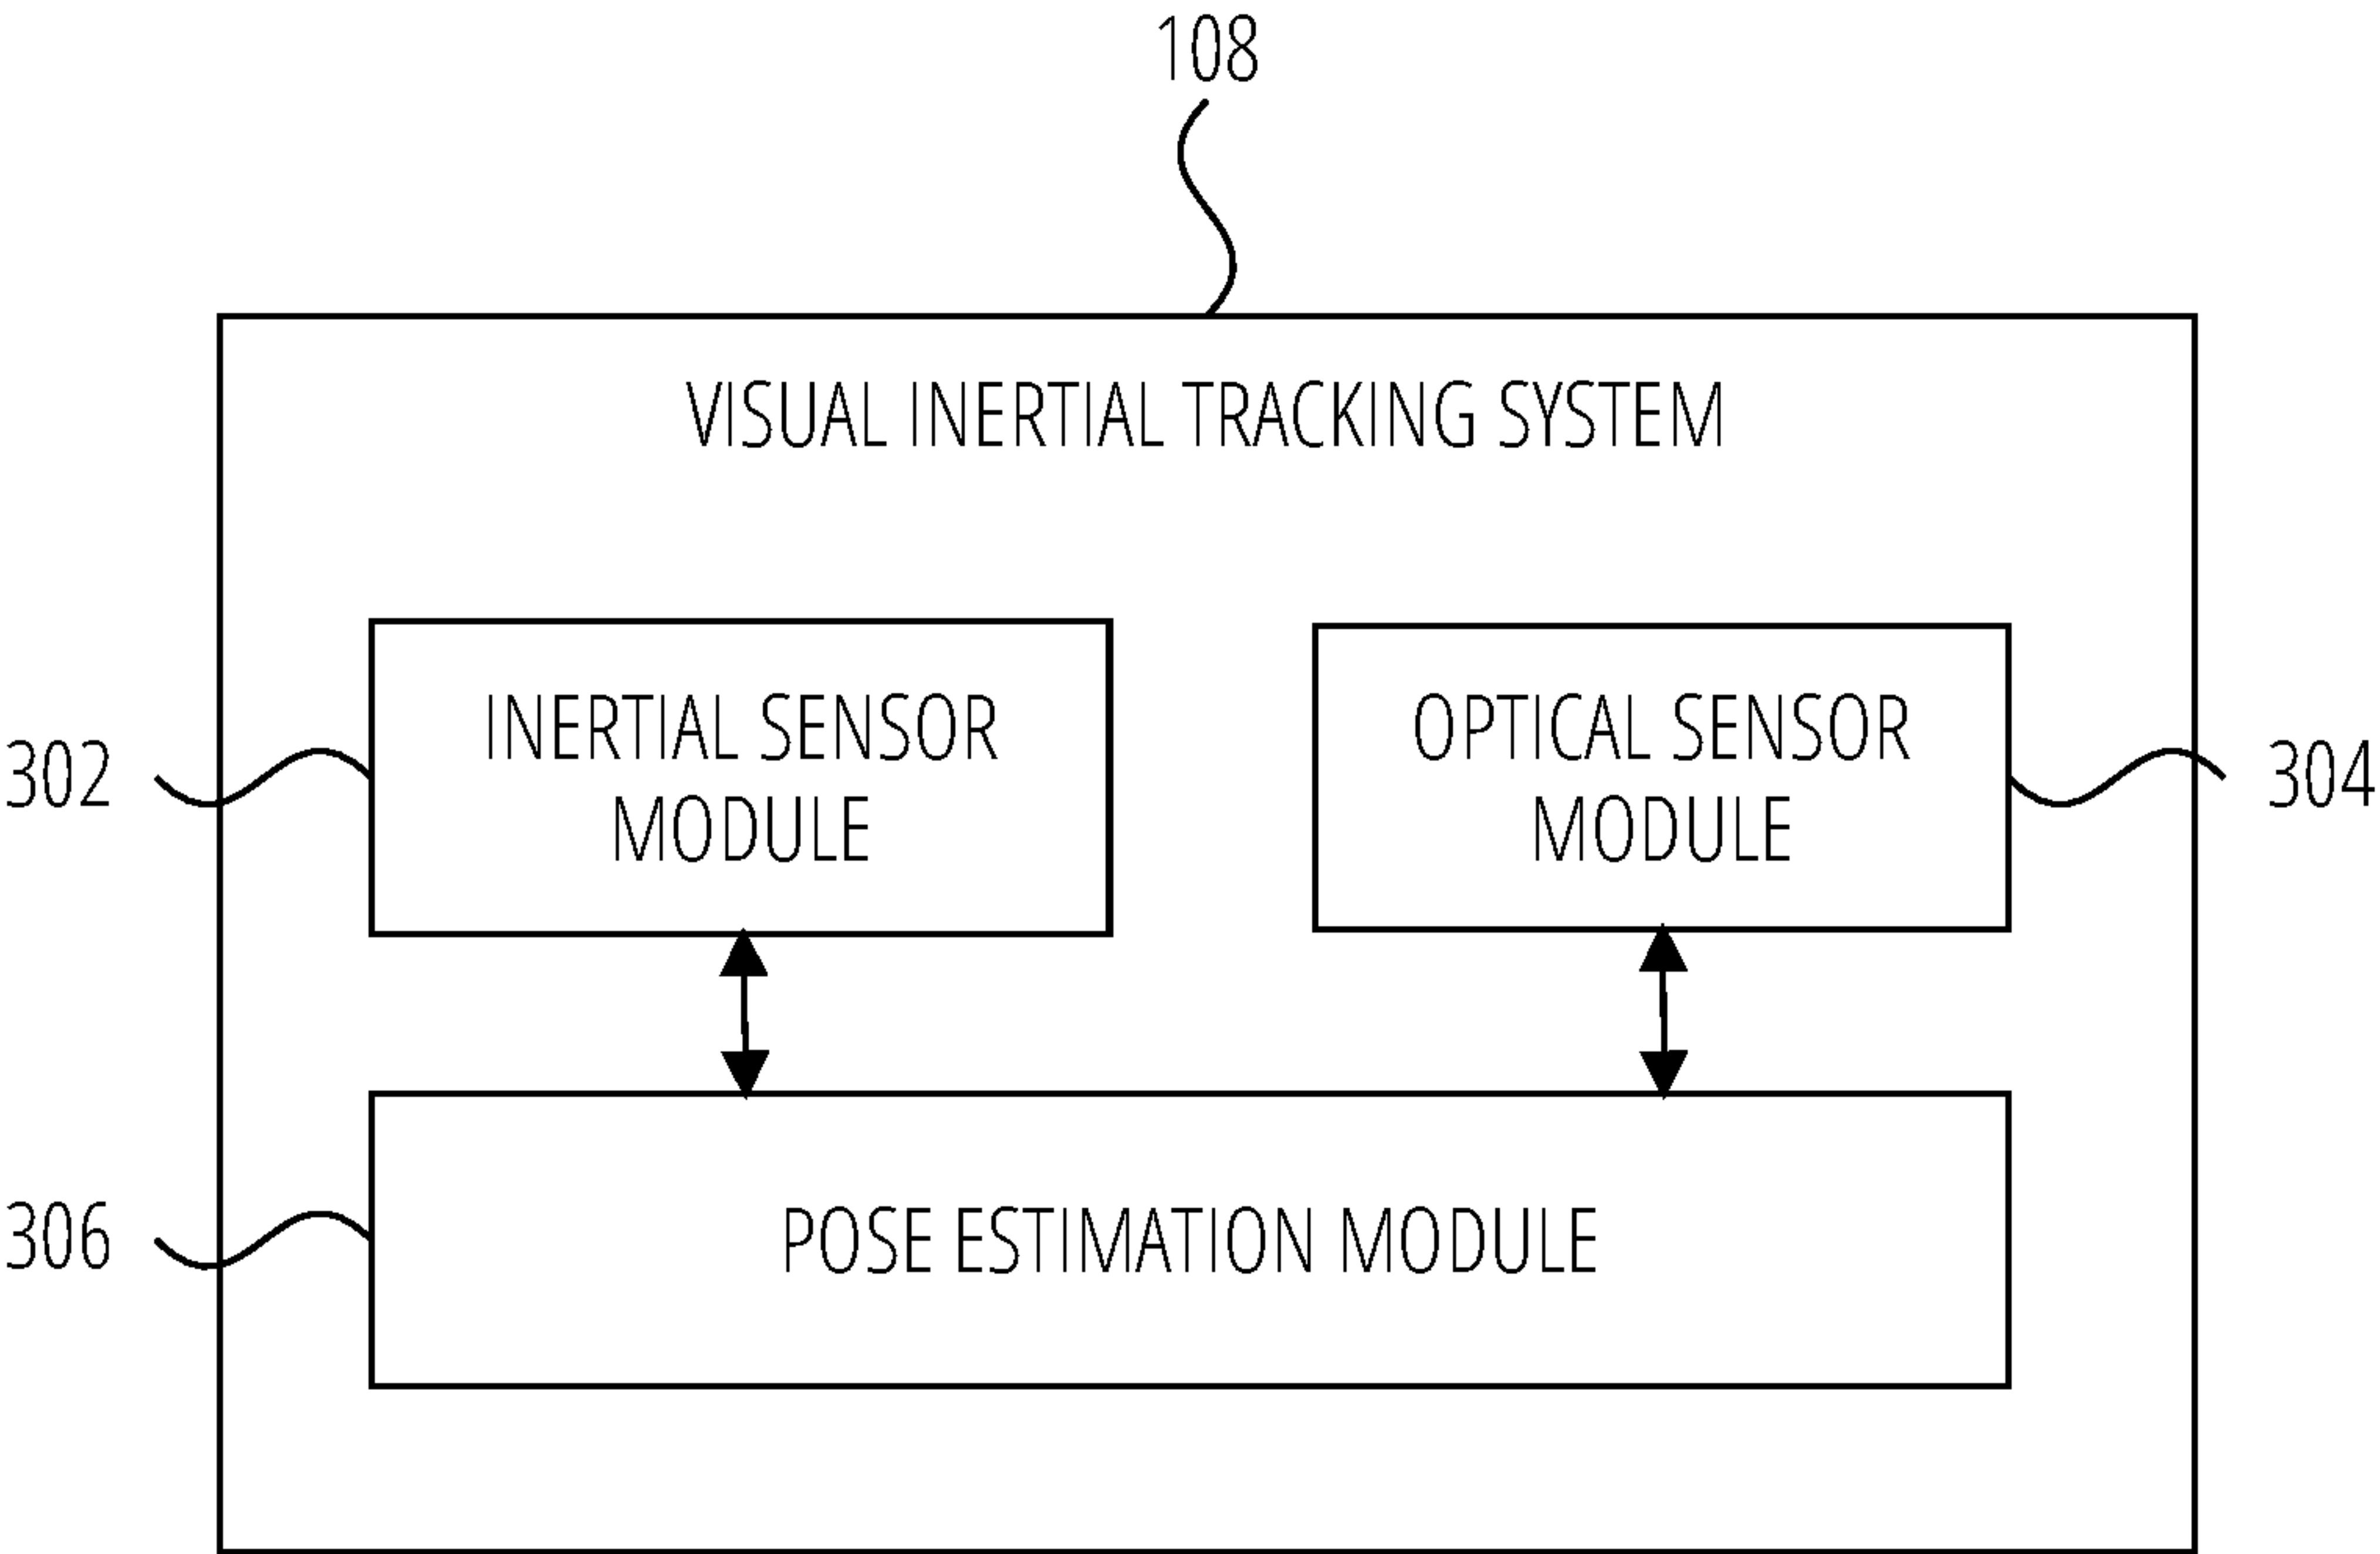 108
VISUAL INERTIAL TRACKING SYSTEM
INERTIAL SENSOR
MODULE
OPTICAL SENSOR
MODULE
302
304
306
POSE ESTIMATION MODULE